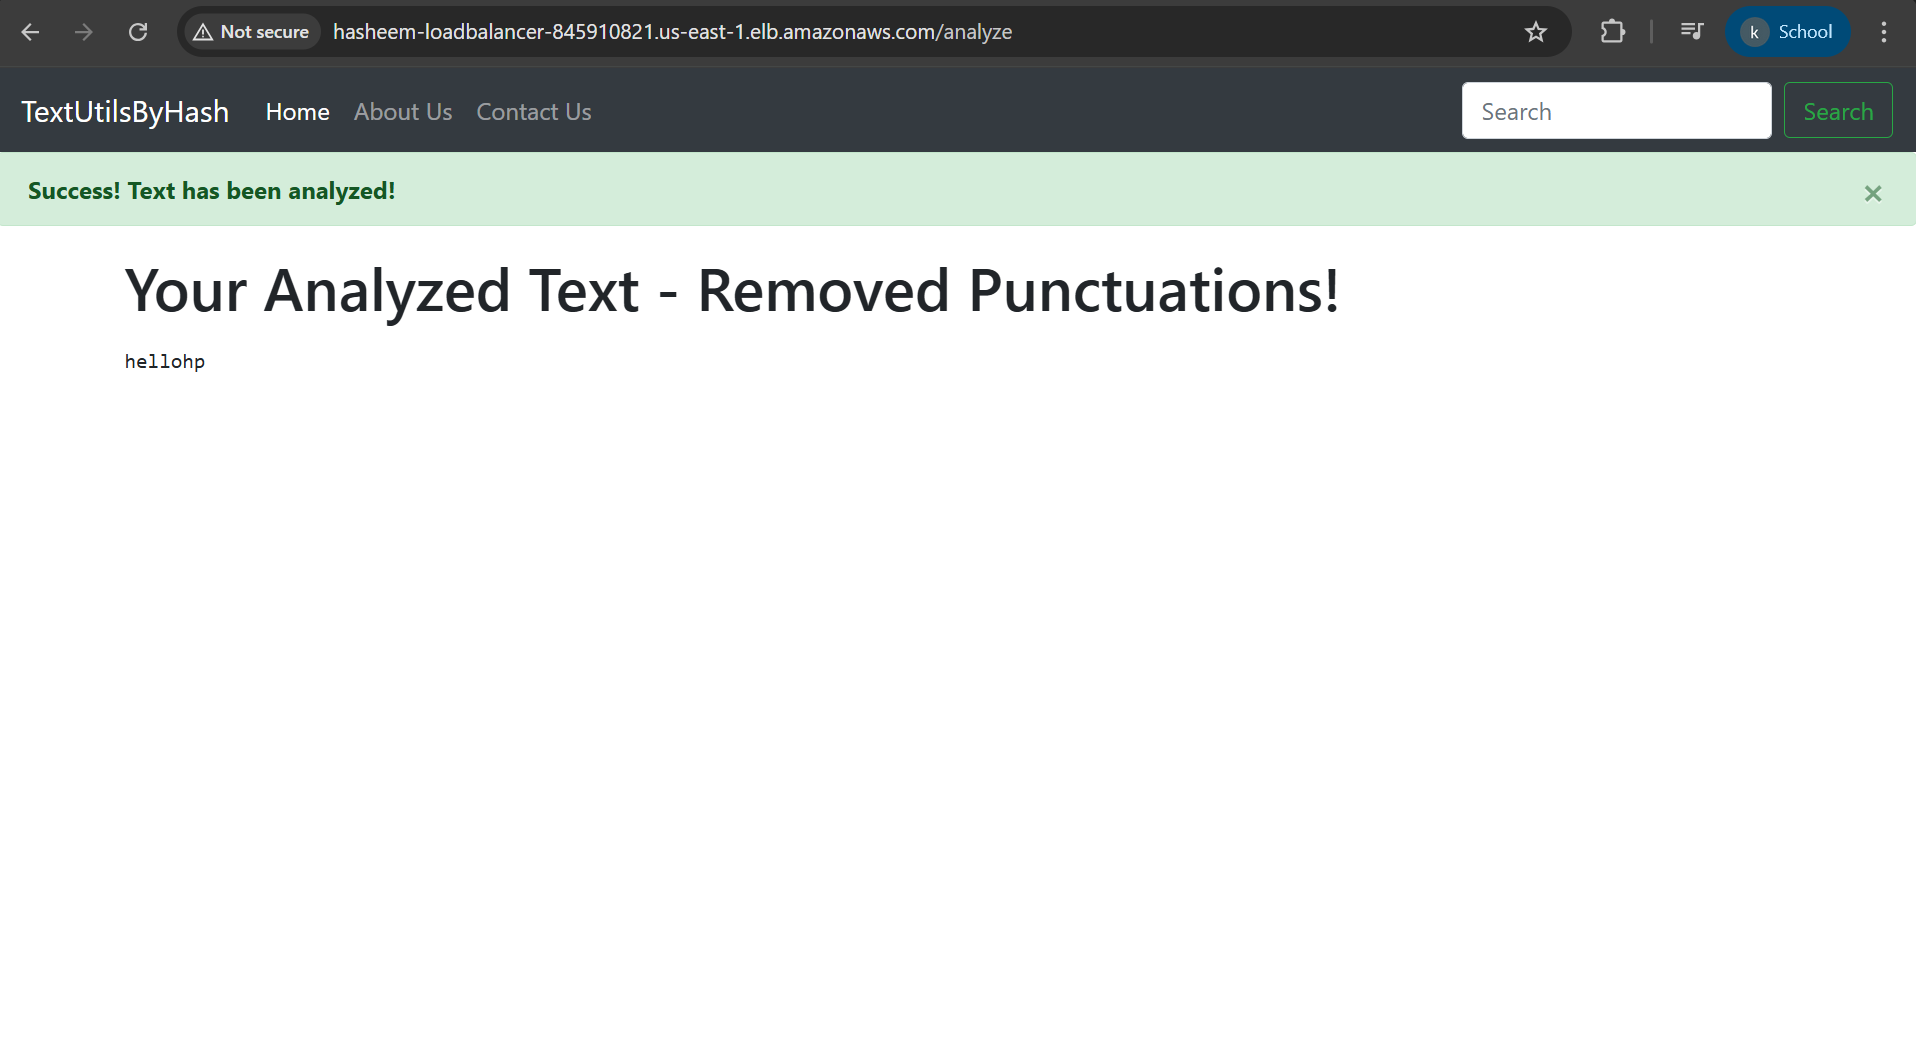 Not secure hasheem-loadbalancer-845910821.us-east-1.elb.amazonaws.com/analyze k School
TextUtilsByHash Home About Us Contact Us Search Search
Success! Text has been analyzed! ×
Your Analyzed Text - Removed Punctuations!
hellohp